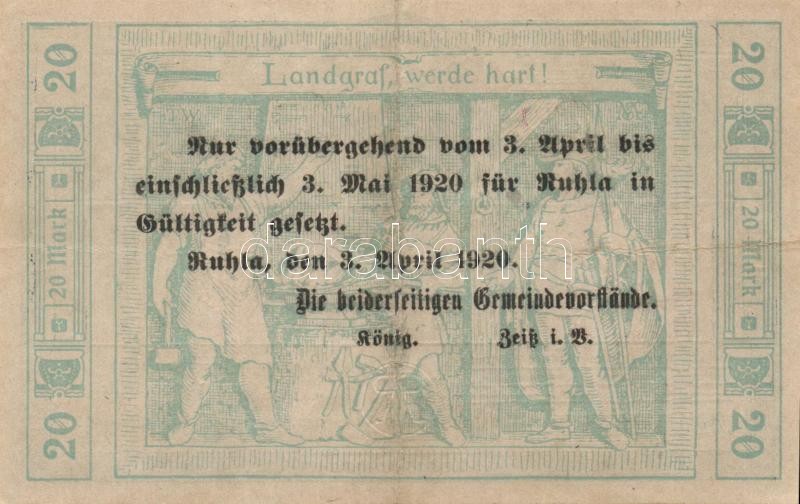 Landgraf, werde hart!
Nur vorübergehend vom 3. April bis
einschließlich 3. Mai 1920 für Ruhla in
Gültigkeit gesetzt.
Ruhla, den 3. April 1920.
Die beiderseitigen Gemeindevorstände.
König. Zeiß i. V.
20
20 Mark
20
20
20 Mark
20
darabanth